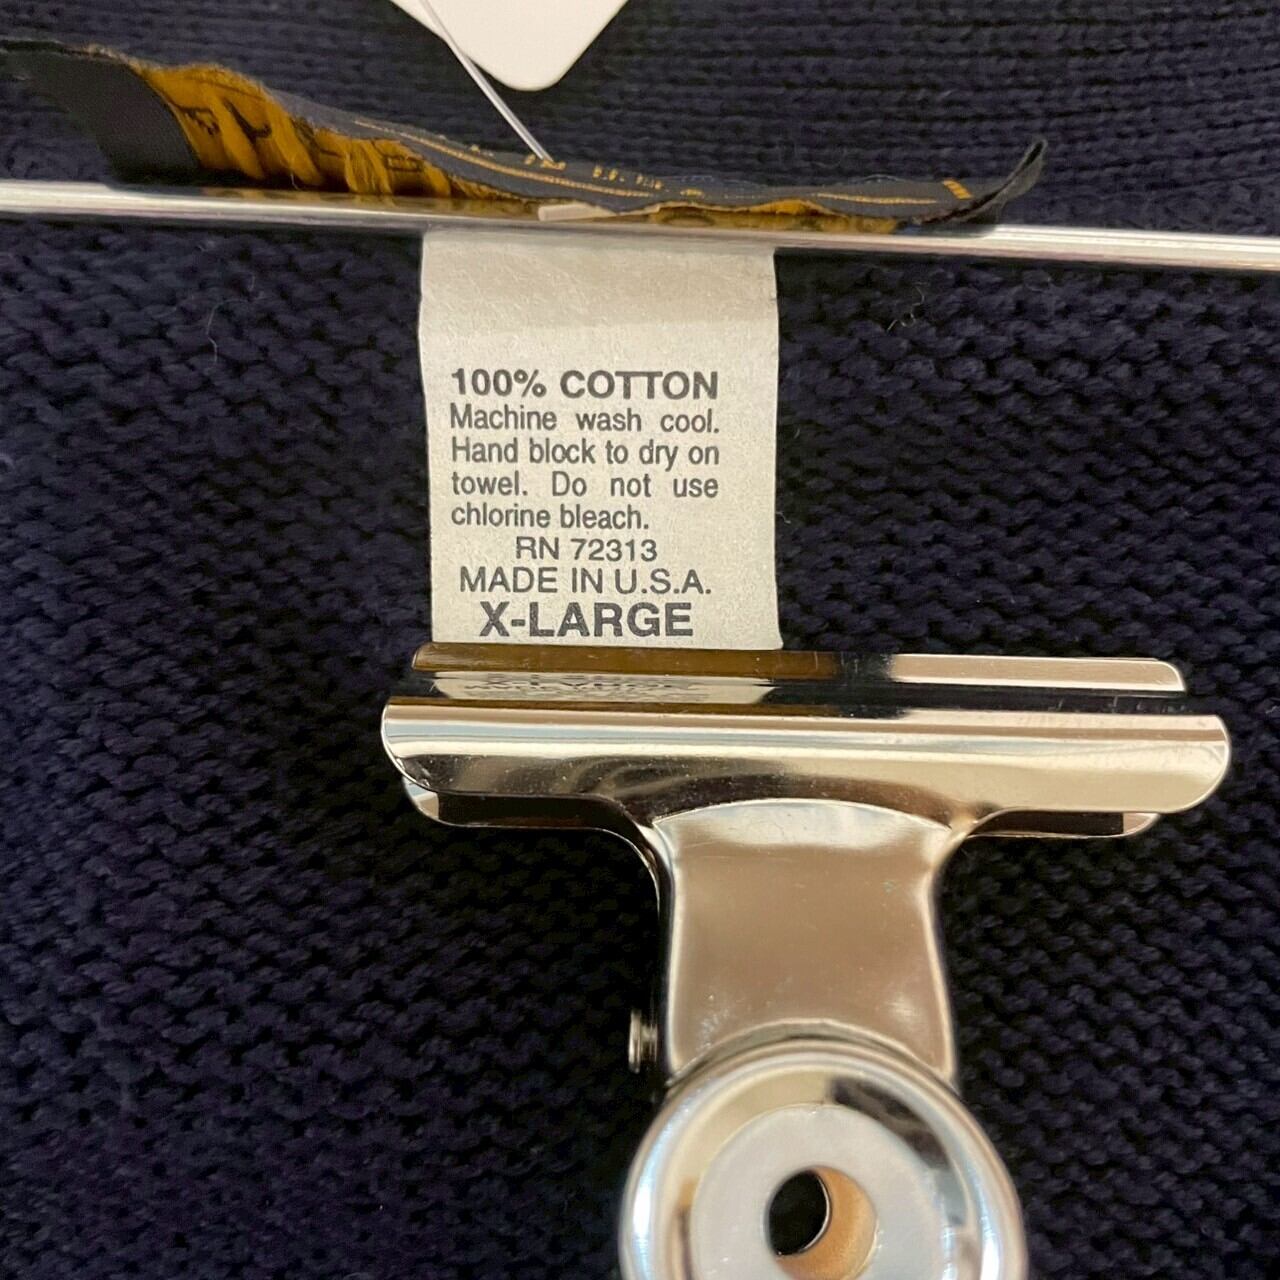 100% COTTON
Machine wash cool.
Hand block to dry on
towel. Do not use
chlorine bleach.
RN 72313
MADE IN U.S.A.
X-LARGE